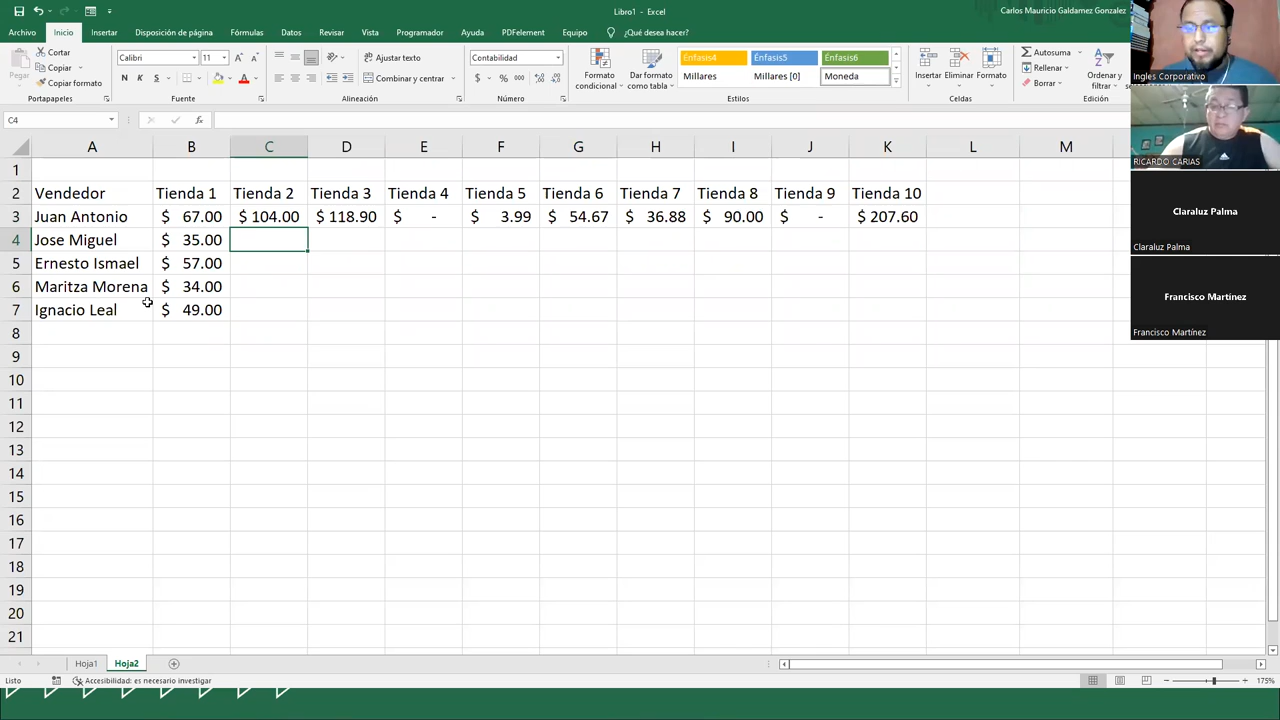 Libro1 - Excel
Carlos Mauricio Galdamez Gonzalez
Archivo Inicio Insertar Disposición de página Fórmulas Datos Revisar Vista Programador Ayuda PDFelement Equipo ¿Qué desea hacer?
Pegar
Cortar
Copiar
Copiar formato
Portapapeles
Calibri 11
N K S
Fuente
Ajustar texto
Combinar y centrar
Alineación
Contabilidad
$ % 000
Número
Formato condicional
Dar formato como tabla
Énfasis4 Énfasis5 Énfasis6
Millares Millares [0] Moneda
Estilos
Insertar Eliminar Formato
Celdas
Autosuma
Rellenar
Borrar
Ordenar y
Edición
C4
fx
A B C D E F G H I J K L M
1
2 Vendedor Tienda 1 Tienda 2 Tienda 3 Tienda 4 Tienda 5 Tienda 6 Tienda 7 Tienda 8 Tienda 9 Tienda 10
3 Juan Antonio $ 67.00 $ 104.00 $ 118.90 $ - $ 3.99 $ 54.67 $ 36.88 $ 90.00 $ - $ 207.60
4 Jose Miguel $ 35.00
5 Ernesto Ismael $ 57.00
6 Maritza Morena $ 34.00
7 Ignacio Leal $ 49.00
8
9
10
11
12
13
14
15
16
17
18
19
20
21
Hoja1 Hoja2
Listo Accesibilidad: es necesario investigar 175%
Ingles Corporativo
RICARDO CARIAS
Claraluz Palma
Claraluz Palma
Francisco Martínez
Francisco Martínez